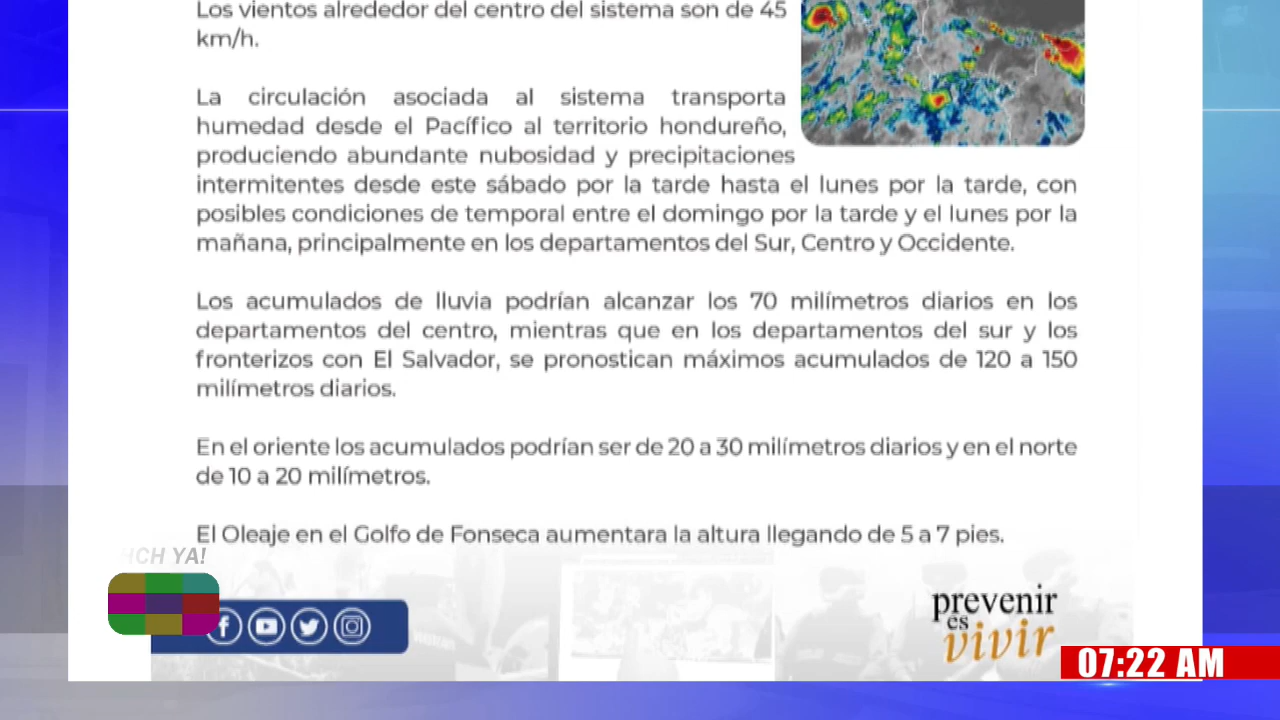 Los vientos alrededor del centro del sistema son de 45
km/h.
La circulación asociada al sistema transporta
humedad desde el Pacífico al territorio hondureño,
produciendo abundante nubosidad y precipitaciones
intermitentes desde este sábado por la tarde hasta el lunes por la tarde, con
posibles condiciones de temporal entre el domingo por la tarde y el lunes por la
mañana, principalmente en los departamentos del Sur, Centro y Occidente.
Los acumulados de lluvia podrían alcanzar los 70 milímetros diarios en los
departamentos del centro, mientras que en los departamentos del sur y los
fronterizos con El Salvador, se pronostican máximos acumulados de 120 a 150
milímetros diarios.
En el oriente los acumulados podrían ser de 20 a 30 milímetros diarios y en el norte
de 10 a 20 milímetros.
El Oleaje en el Golfo de Fonseca aumentara la altura llegando de 5 a 7 pies.
HCH YA!
prevenir
es
vivir
07:22 AM